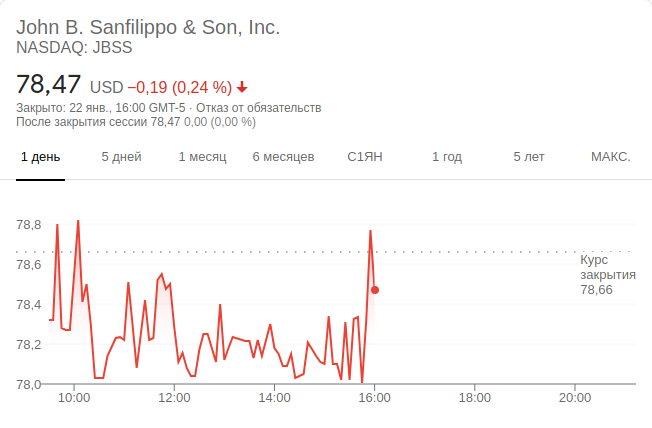 John B. Sanfilippo & Son, Inc.
NASDAQ: JBSS
78,47 USD −0,19 (0,24 %)
Закрыто: 22 янв., 16:00 GMT-5 · Отказ от обязательств
После закрытия сессии 78,47 0,00 (0,00 %)
1 день 5 дней 1 месяц 6 месяцев С1ЯН 1 год 5 лет МАКС.
78,8
78,6
78,4
78,2
78,0
Курс
закрытия
78,66
10:00 12:00 14:00 16:00 18:00 20:00